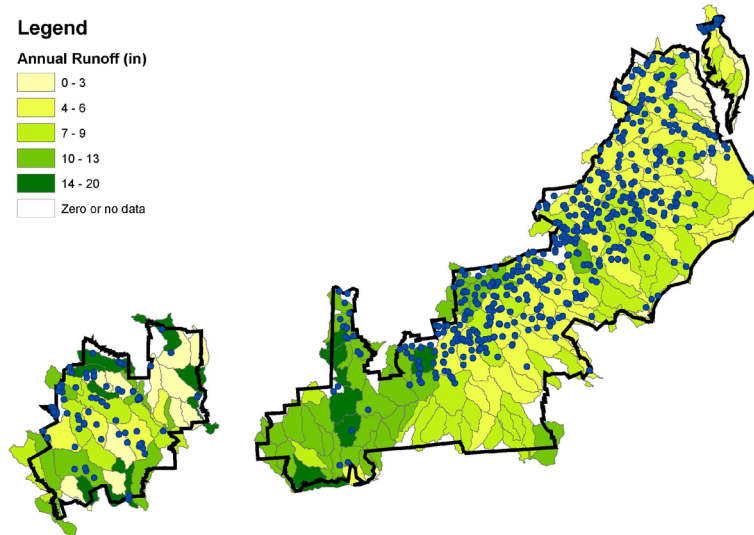 Legend
Annual Runoff (in)
0 - 3
4 - 6
7 - 9
10 - 13
14 - 20
Zero or no data